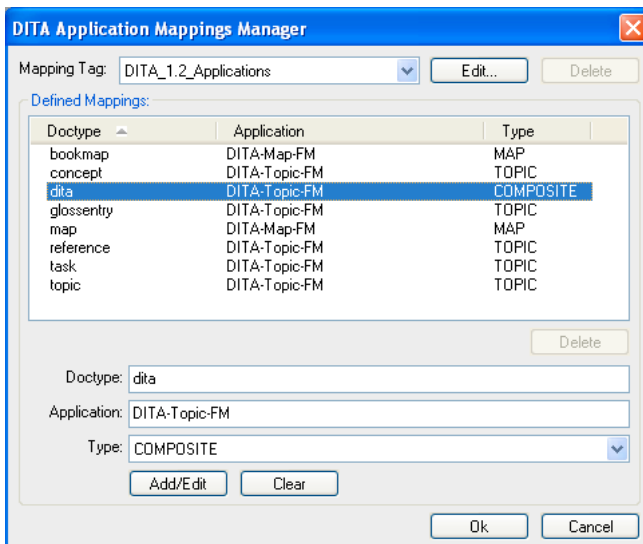 DITA Application Mappings Manager
Mapping Tag: DITA_1.2_Applications Edit... Delete
Defined Mappings:
Doctype Application Type
bookmap DITA-Map-FM MAP
concept DITA-Topic-FM TOPIC
dita DITA-Topic-FM COMPOSITE
glossentry DITA-Topic-FM TOPIC
map DITA-Map-FM MAP
reference DITA-Topic-FM TOPIC
task DITA-Topic-FM TOPIC
topic DITA-Topic-FM TOPIC
Delete
Doctype: dita
Application: DITA-Topic-FM
Type: COMPOSITE
Add/Edit Clear
Ok Cancel